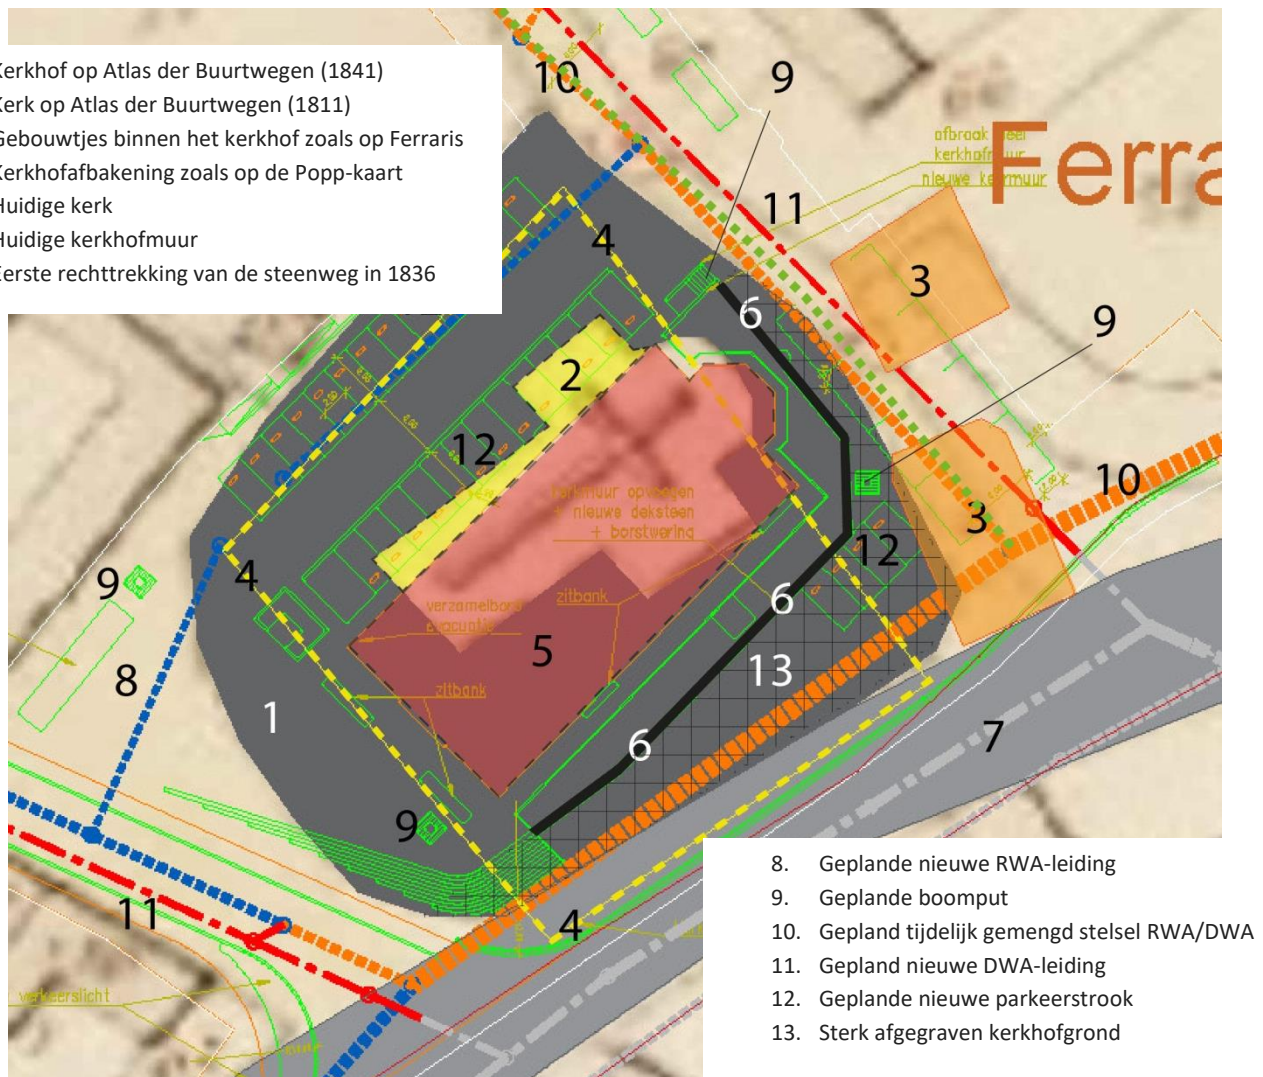 Kerkhof op Atlas der Buurtwegen (1841)
Kerk op Atlas der Buurtwegen (1811)
Gebouwtjes binnen het kerkhof zoals op Ferraris
Kerkhofafbakening zoals op de Popp-kaart
Huidige kerk
Huidige kerkhofmuur
Eerste rechttrekking van de steenweg in 1836
10
9
afbraak deel
kerkhofmuur
nieuwe keermuur
Ferra
11
4
6
3
9
2
12
10
kerkmuur opvoegen
+ nieuwe deksteen
+ borstwering
3
12
4
9
verzamelbord
evacuatie
zitbank
6
5
13
8
zitbank
1
7
6
9
11
4
verkeerslicht
8. Geplande nieuwe RWA-leiding
9. Geplande boomput
10. Gepland tijdelijk gemengd stelsel RWA/DWA
11. Gepland nieuwe DWA-leiding
12. Geplande nieuwe parkeerstrook
13. Sterk afgegraven kerkhofgrond